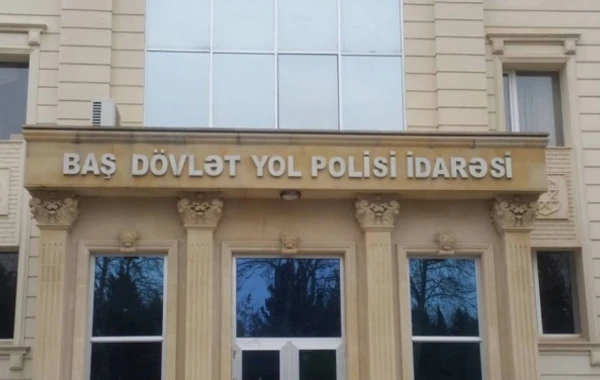 BAŞ DÖVLƏT YOL POLİSİ İDARƏSİ